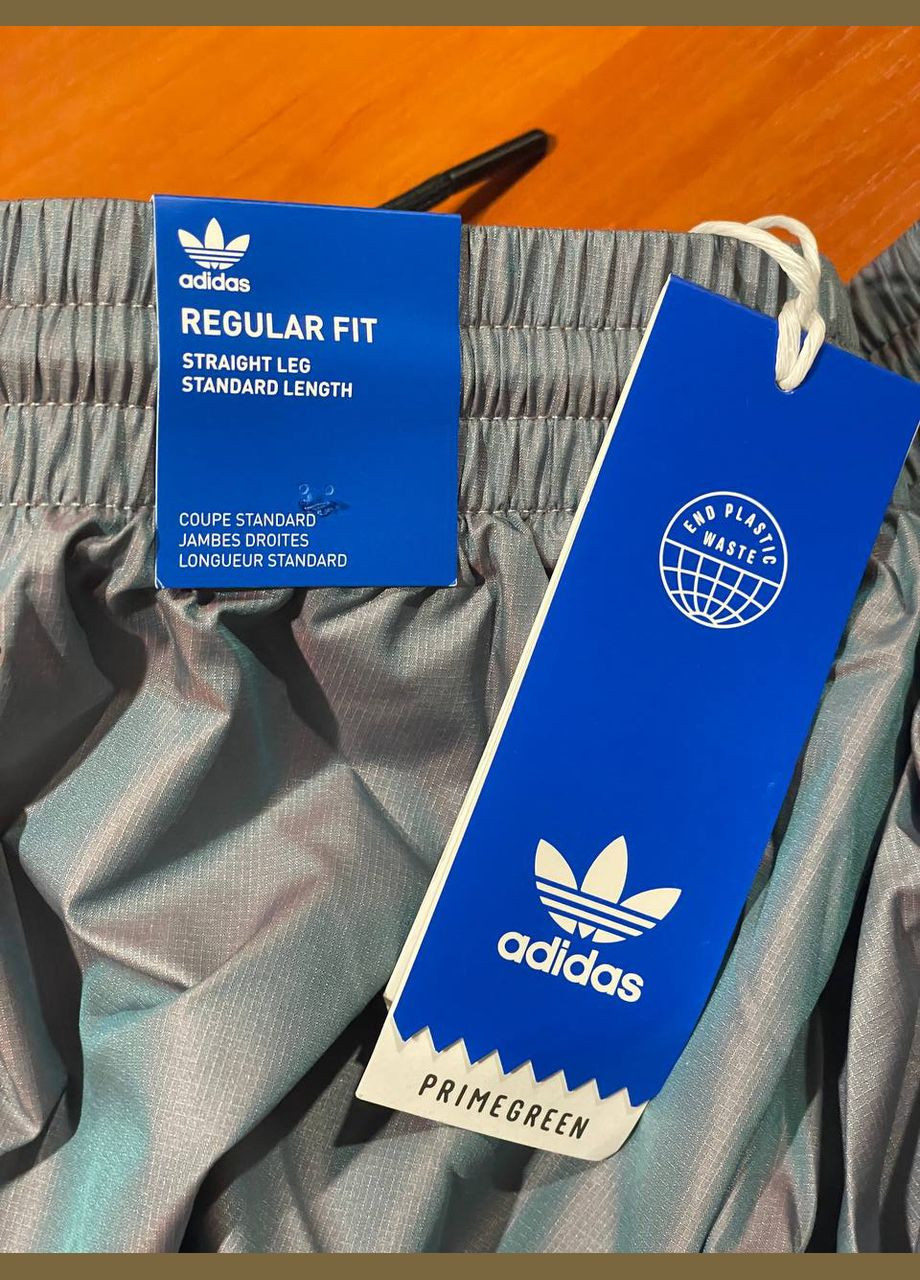 adidas
REGULAR FIT
STRAIGHT LEG
STANDARD LENGTH
COUPE STANDARD
JAMBES DROITES
LONGUEUR STANDARD
END PLASTIC
WASTE
adidas
PRIMEGREEN